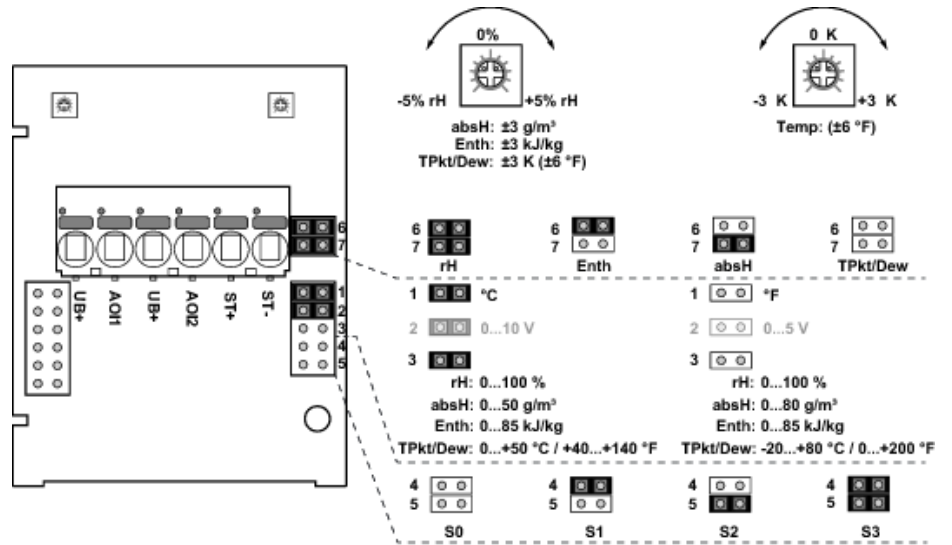 0%
-5% rH +5% rH
absH: ±3 g/m³
Enth: ±3 kJ/kg
TPkt/Dew: ±3 K (±6 °F)
0 K
-3 K +3 K
Temp: (±6 °F)
6
7
UB+ AOI1 UB+ AOI2 ST+ ST-
1
2
3
4
5
6
7
rH
6
7
Enth
6
7
absH
6
7
TPkt/Dew
1 °C
2 0...10 V
3
rH: 0...100 %
absH: 0...50 g/m³
Enth: 0...85 kJ/kg
TPkt/Dew: 0...+50 °C / +40...+140 °F
1 °F
2 0...5 V
3
rH: 0...100 %
absH: 0...80 g/m³
Enth: 0...85 kJ/kg
TPkt/Dew: -20...+80 °C / 0...+200 °F
4
5
S0
4
5
S1
4
5
S2
4
5
S3